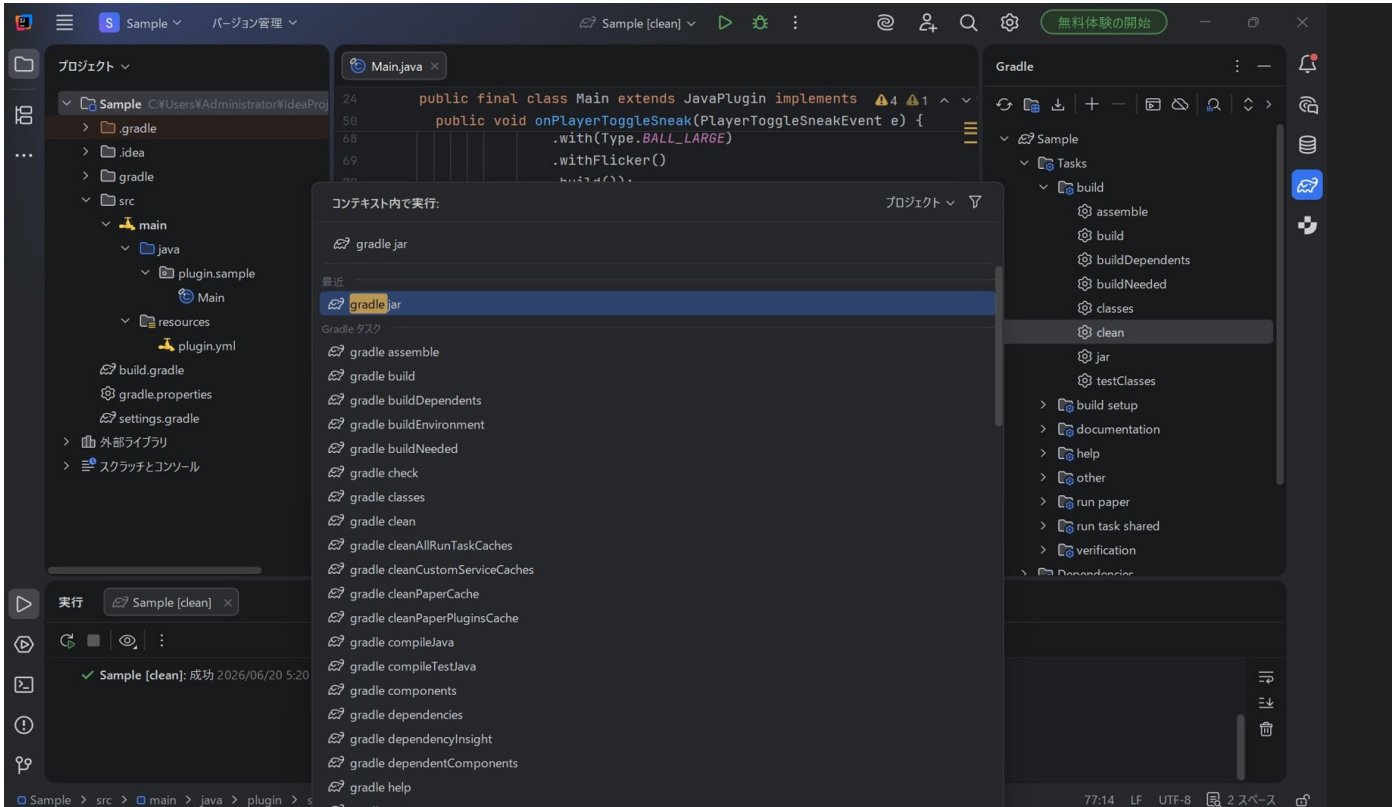 S Sample バージョン管理 Sample [clean] 無料体験の開始
プロジェクト
Sample C:¥Users¥Administrator¥IdeaProj
.gradle
.idea
gradle
src
main
java
plugin.sample
Main
resources
plugin.yml
build.gradle
gradle.properties
settings.gradle
外部ライブラリ
スクラッチとコンソール
Main.java
24 public final class Main extends JavaPlugin implements 4 1
50 public void onPlayerToggleSneak(PlayerToggleSneakEvent e) {
68 .with(Type.BALL_LARGE)
69 .withFlicker()
70 .build());
コンテキスト内で実行: プロジェクト
gradle jar
最近
gradle jar
Gradle タスク
gradle assemble
gradle build
gradle buildDependents
gradle buildEnvironment
gradle buildNeeded
gradle check
gradle classes
gradle clean
gradle cleanAllRunTaskCaches
gradle cleanCustomServiceCaches
gradle cleanPaperCache
gradle cleanPaperPluginsCache
gradle compileJava
gradle compileTestJava
gradle components
gradle dependencies
gradle dependencyInsight
gradle dependentComponents
gradle help
Gradle
Sample
Tasks
build
assemble
build
buildDependents
buildNeeded
classes
clean
jar
testClasses
build setup
documentation
help
other
run paper
run task shared
verification
Dependencies
実行 Sample [clean]
Sample [clean]: 成功 2026/06/20 5:20
Sample > src > main > java > plugin > s
77:14 LF UTF-8 2 スペース